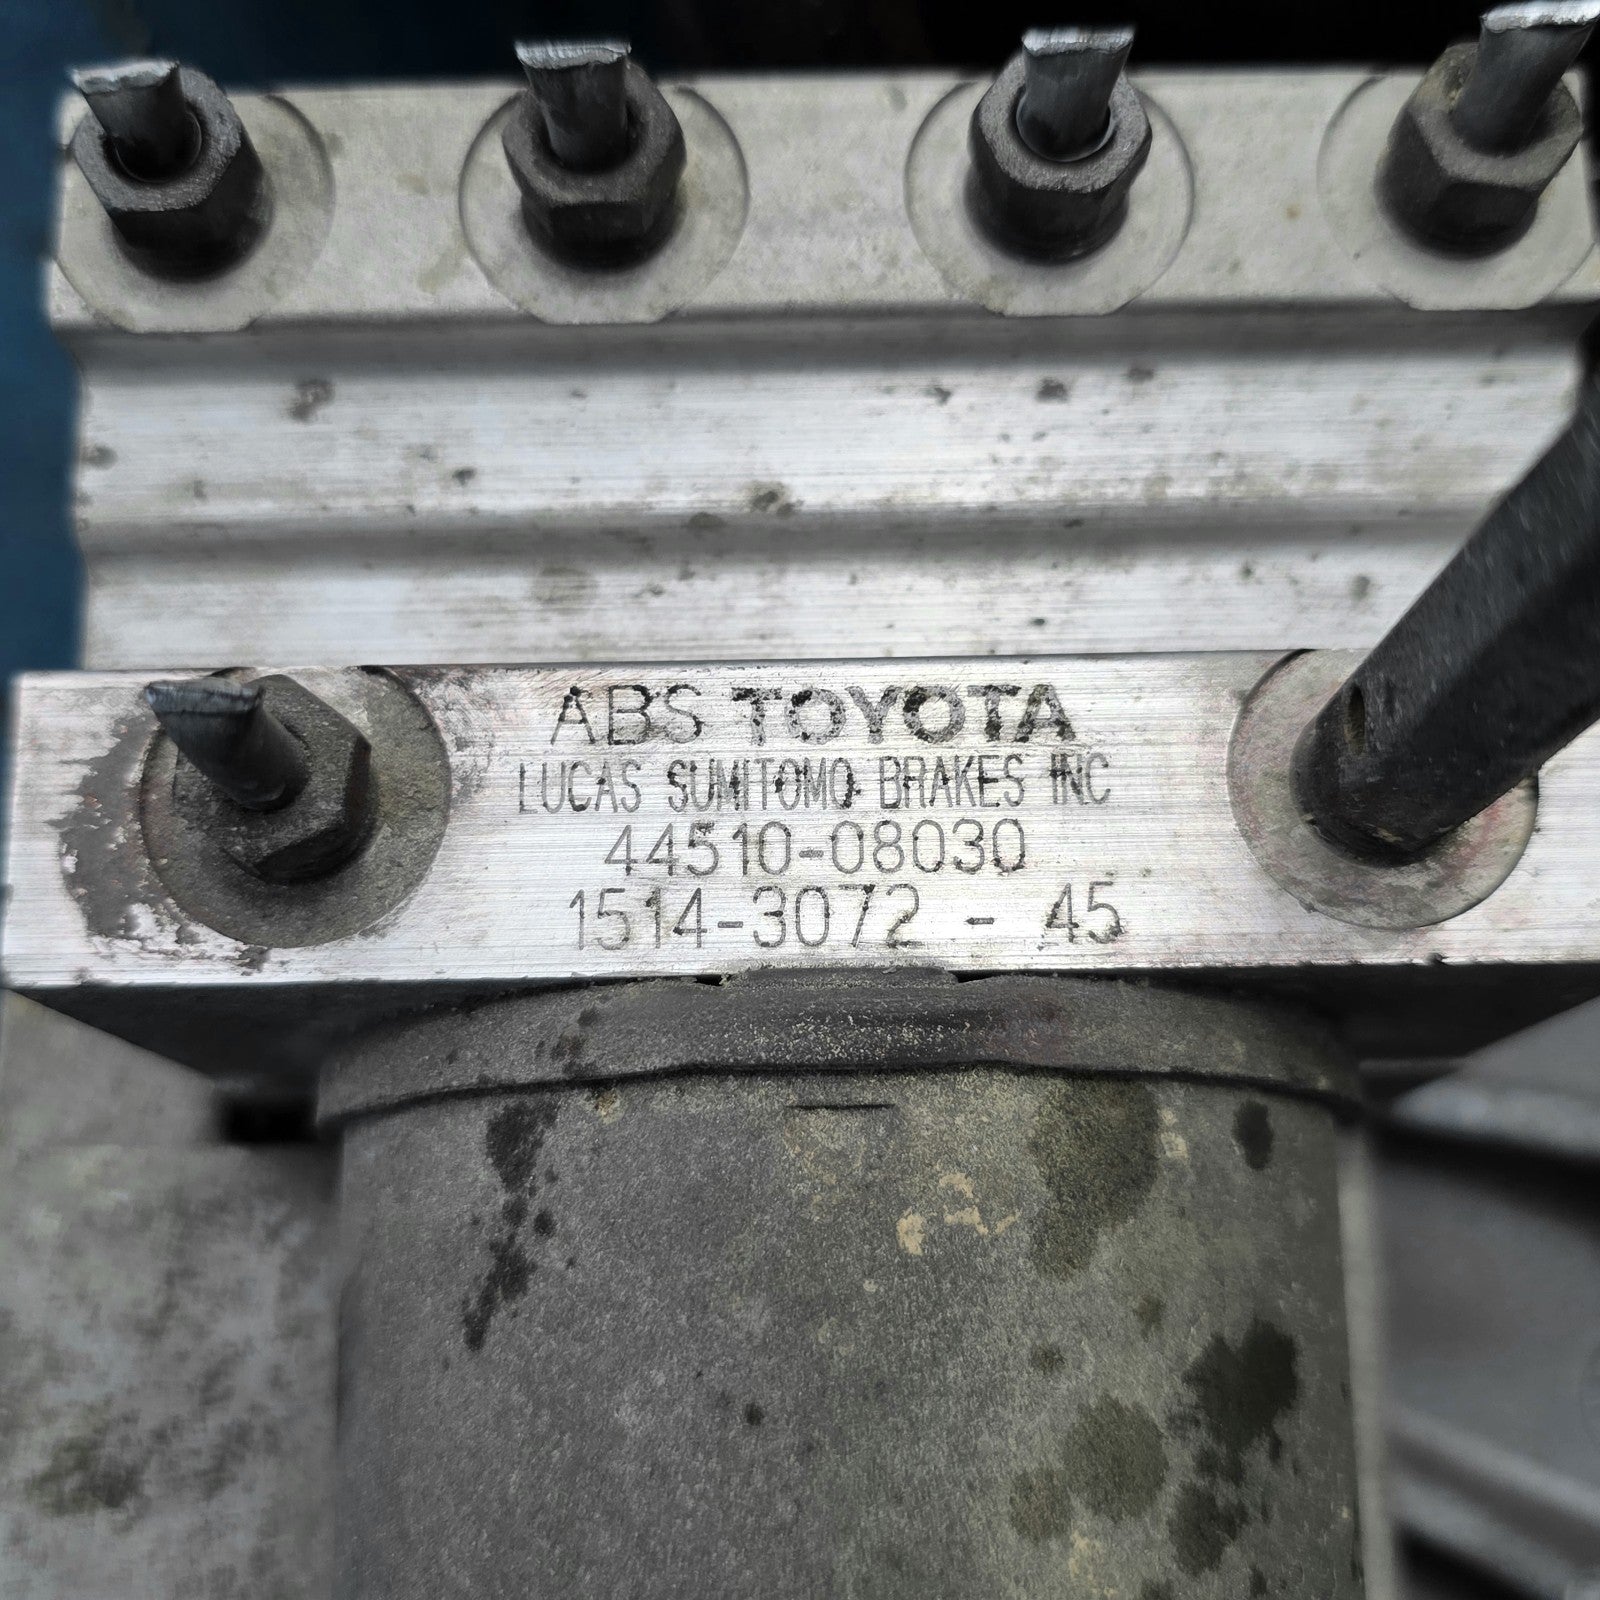 ABS TOYOTA
LUCAS SUMITOMO BRAKES INC
44510-08030
1514-3072 - 45